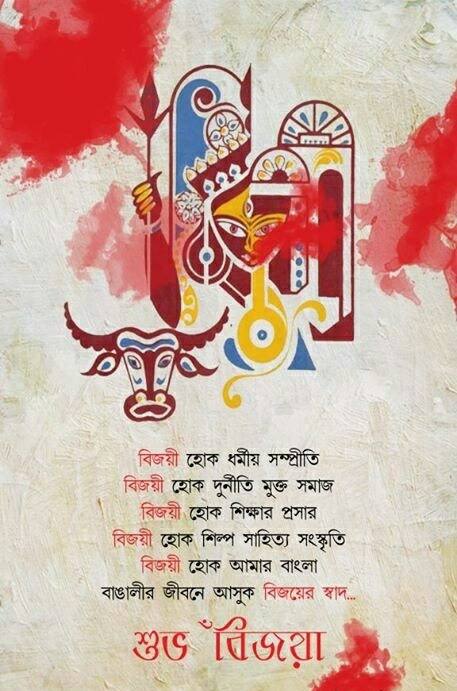 বিজয়ী হোক ধর্মীয় সম্প্রীতি
বিজয়ী হোক দুর্নীতি মুক্ত সমাজ
বিজয়ী হোক শিক্ষার প্রসার
বিজয়ী হোক শিল্প সাহিত্য সংস্কৃতি
বিজয়ী হোক আমার বাংলা
বাঙালীর জীবনে আসুক বিজয়ের স্বাদ...
শুভ বিজয়া